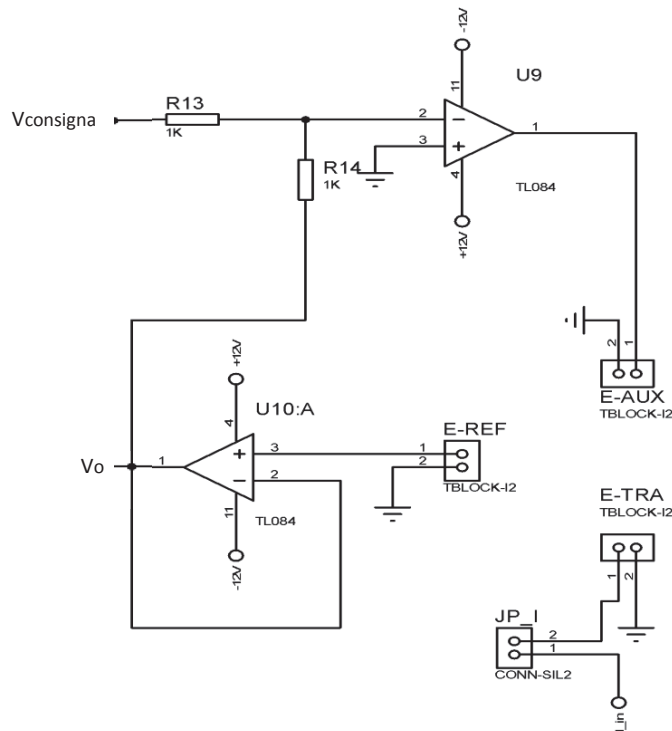 -12V
11
U9
Vconsigna
R13
1K
2
3
1
R14
1K
4
TL084
+12V
+12V
2
1
E-AUX
TBLOCK-I2
4
U10:A
E-REF
Vo
1
3
2
1
2
TBLOCK-I2
11
TL084
-12V
E-TRA
TBLOCK-I2
1
2
JP_I
2
1
CONN-SIL2
I_in